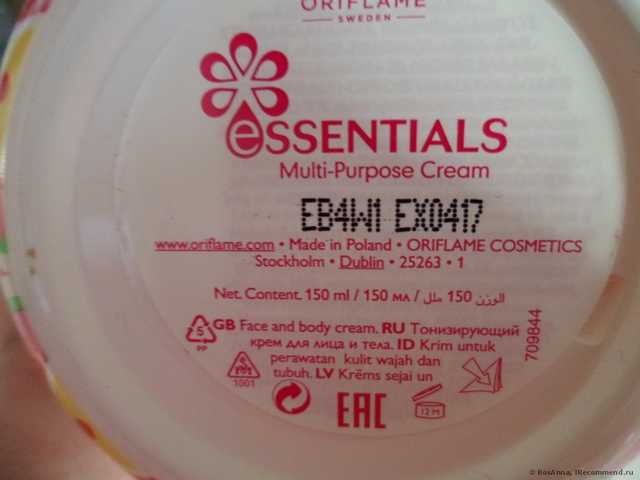 ORIFLAME
SWEDEN
eSSENTIALS
Multi-Purpose Cream
EB4W1 EX0417
www.oriflame.com • Made in Poland • ORIFLAME COSMETICS
Stockholm • Dublin • 25263 • 1
Net. Content. 150 ml / 150 мл / الوزن 150 ملل
5 GB Face and body cream. RU Тонизирующий
PP крем для лица и тела. ID Krim untuk
perawatan kulit wajah dan
1001 tubuh. LV Krēms sejai un
709844
EAC
12 M
© RosAnna, IRecommend.ru